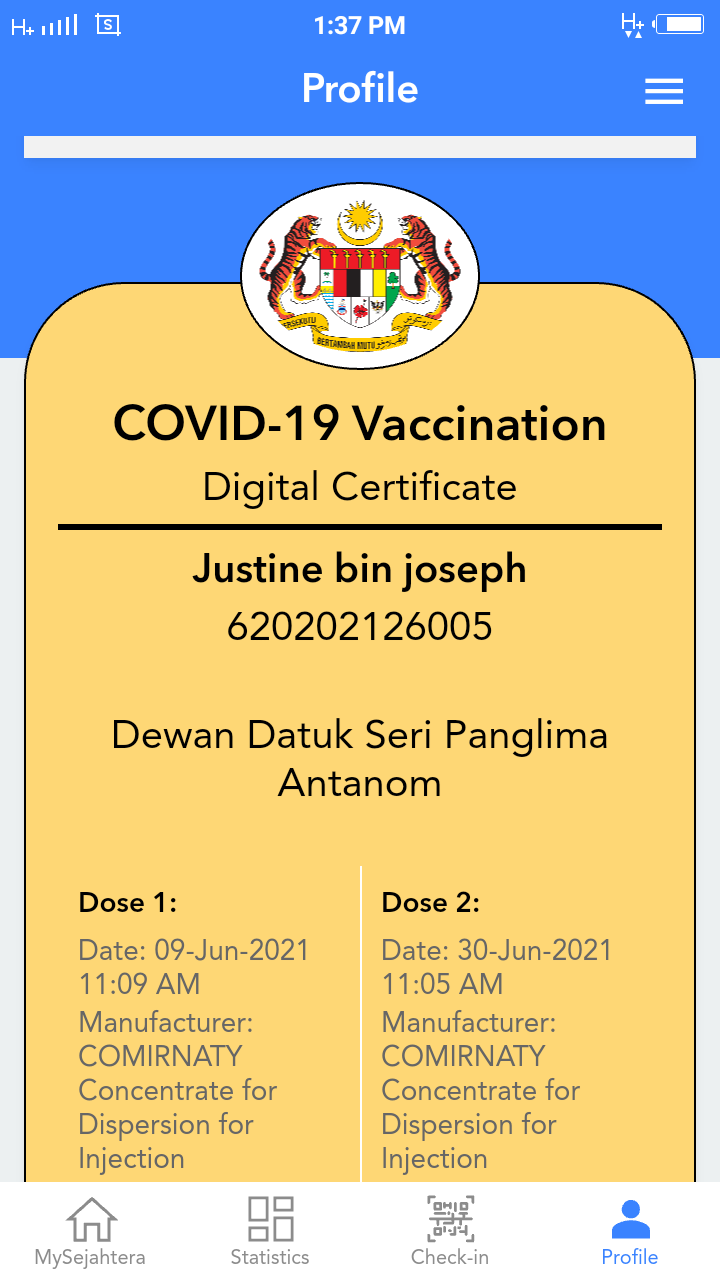 H+ S 1:37 PM H+
Profile
BERTAMBAH MUTU
COVID-19 Vaccination
Digital Certificate
Justine bin joseph
620202126005
Dewan Datuk Seri Panglima
Antanom
Dose 1:
Date: 09-Jun-2021
11:09 AM
Manufacturer:
COMIRNATY
Concentrate for
Dispersion for
Injection
Dose 2:
Date: 30-Jun-2021
11:05 AM
Manufacturer:
COMIRNATY
Concentrate for
Dispersion for
Injection
MySejahtera Statistics Check-in Profile